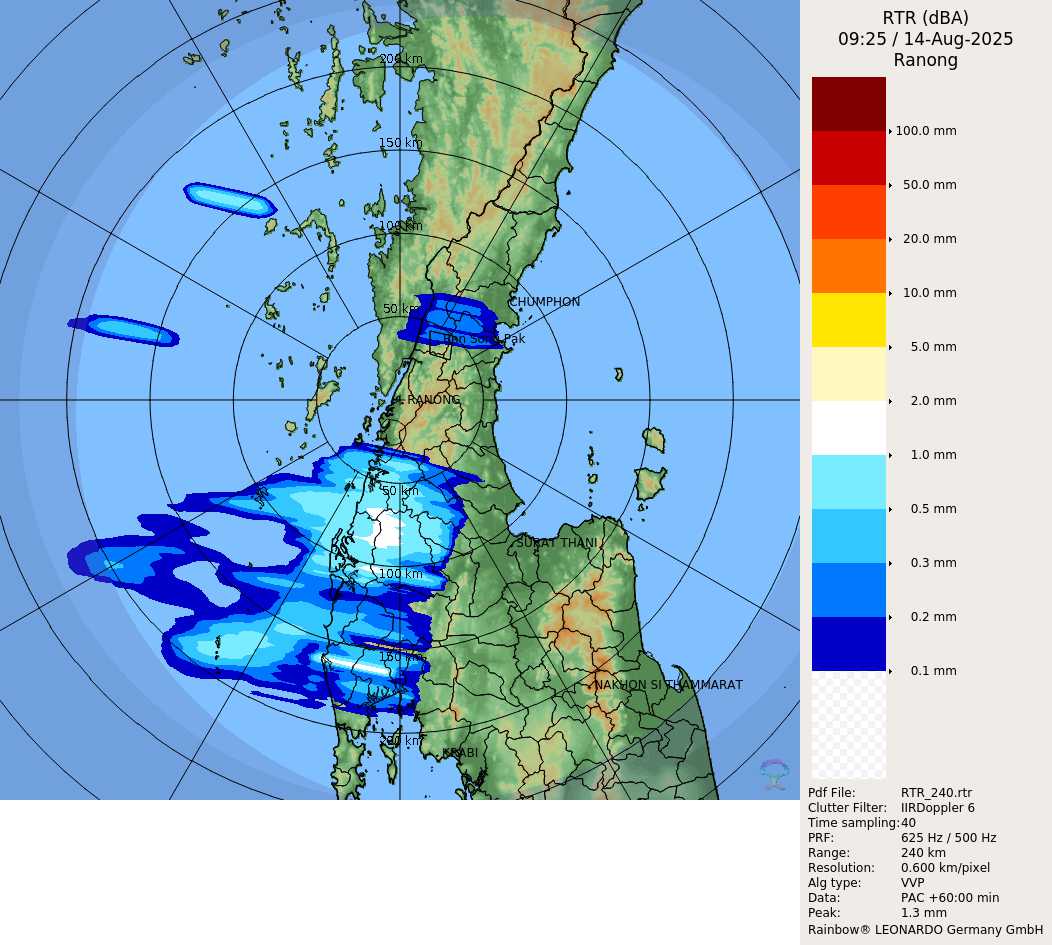 RTR (dBA)
09:25 / 14-Aug-2025
Ranong
200 km
150 km
100 km
50 km
CHUMPHON
Ban Song Pak
RANONG
50 km
SURAT THANI
100 km
150 km
NAKHON SI THAMMARAT
200 km
KRABI
100.0 mm
50.0 mm
20.0 mm
10.0 mm
5.0 mm
2.0 mm
1.0 mm
0.5 mm
0.3 mm
0.2 mm
0.1 mm
Pdf File: RTR_240.rtr
Clutter Filter: IIRDoppler 6
Time sampling:40
PRF: 625 Hz / 500 Hz
Range: 240 km
Resolution: 0.600 km/pixel
Alg type: VVP
Data: PAC +60:00 min
Peak: 1.3 mm
Rainbow® LEONARDO Germany GmbH